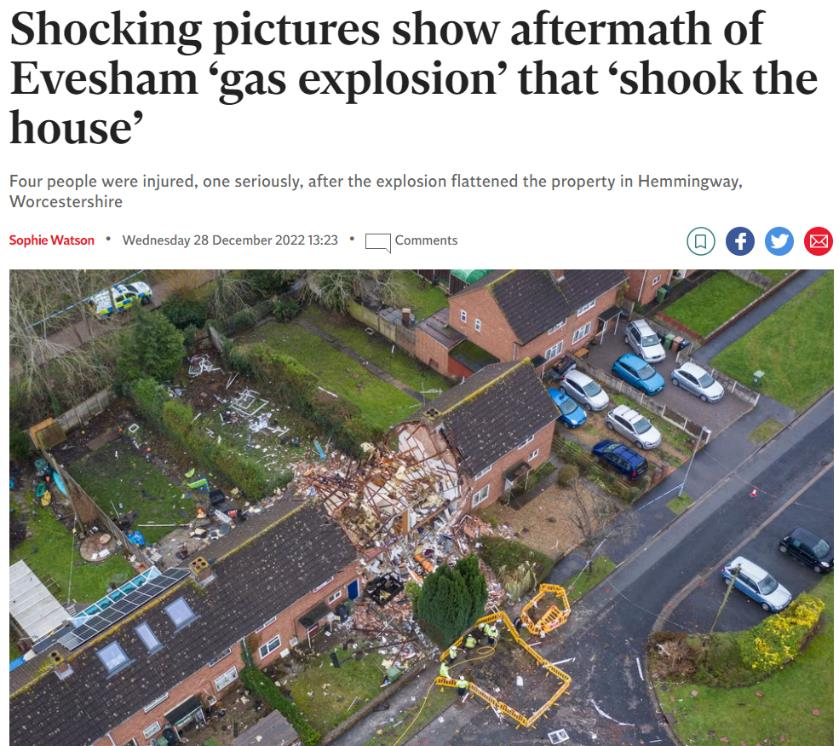 Shocking pictures show aftermath of
Evesham ‘gas explosion’ that ‘shook the
house’
Four people were injured, one seriously, after the explosion flattened the property in Hemmingway,
Worcestershire
Sophie Watson • Wednesday 28 December 2022 13:23 • Comments